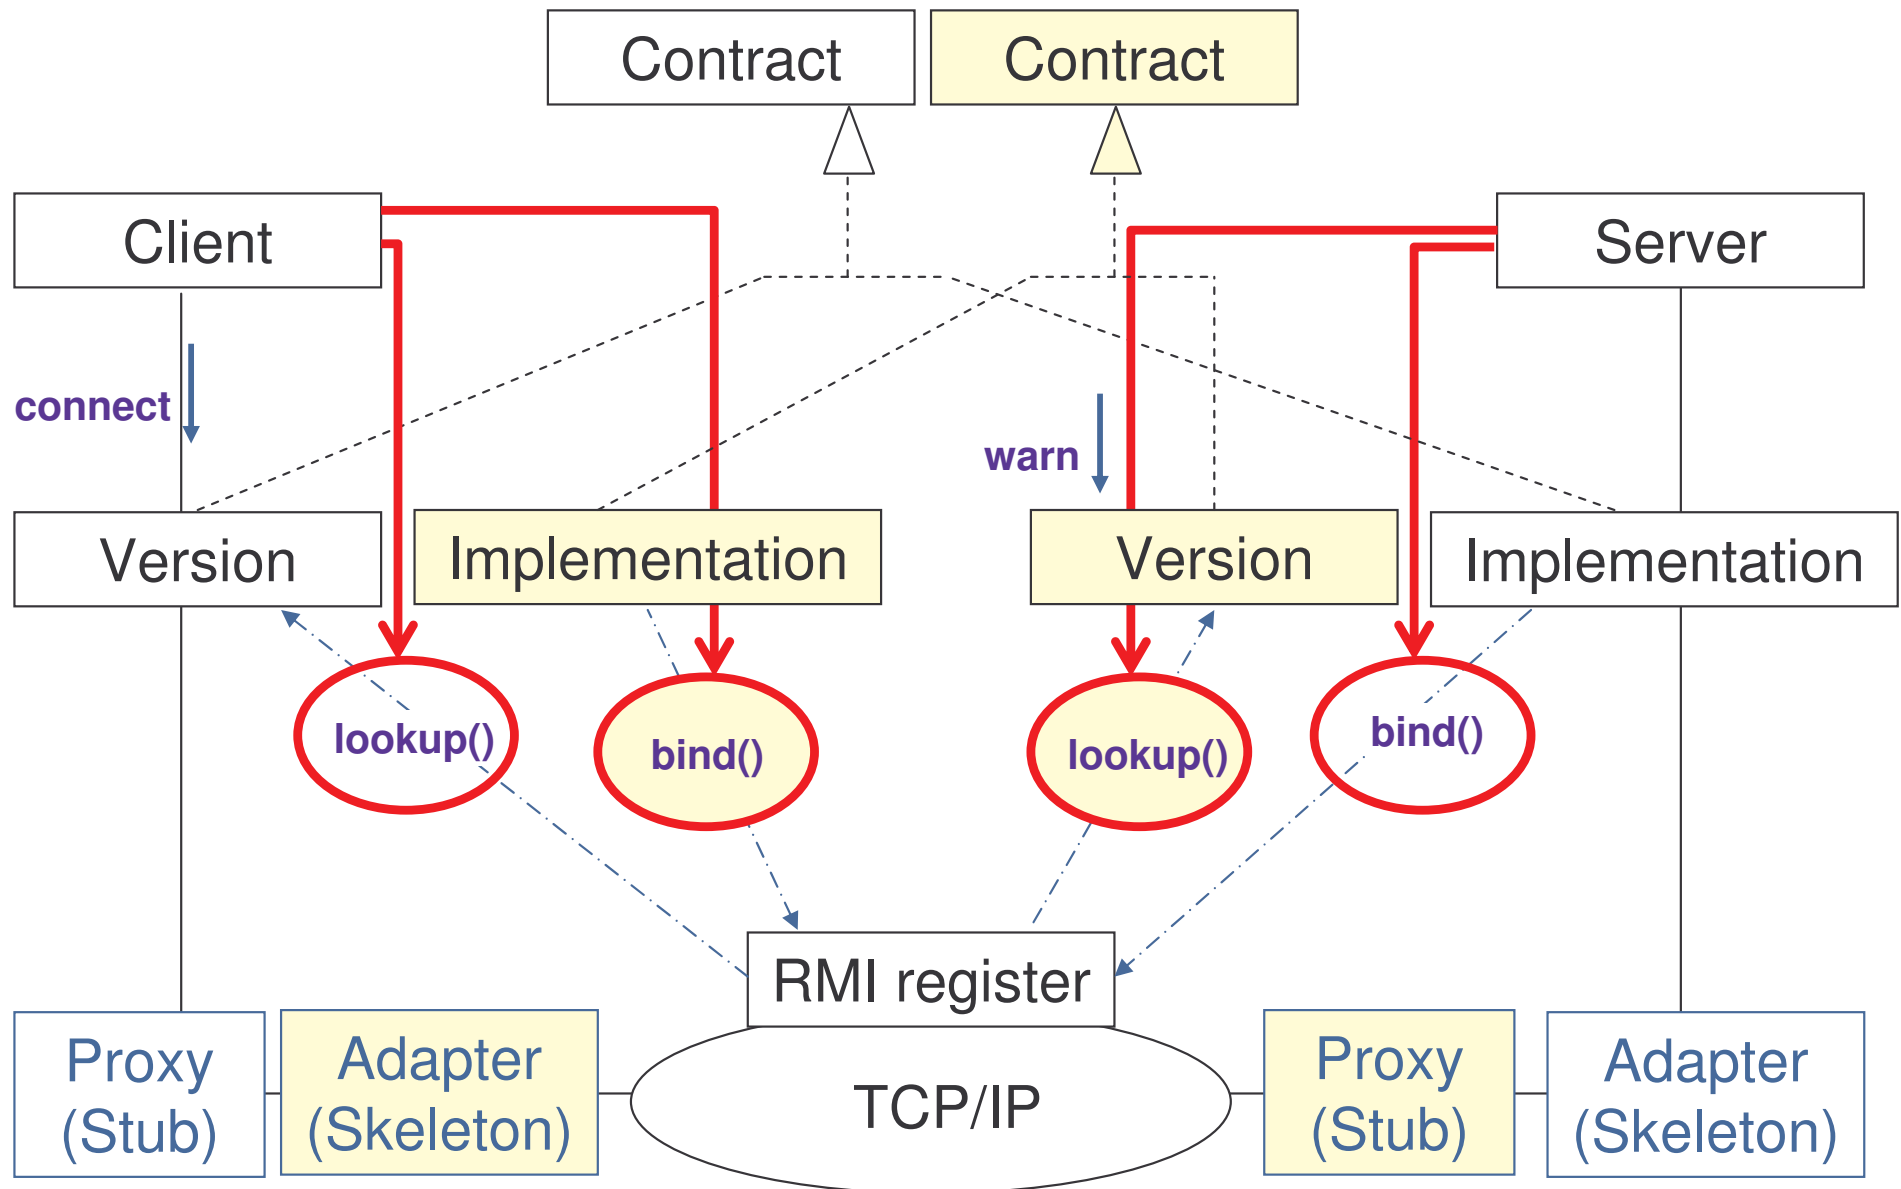 Contract
Contract
Client
Server
connect
warn
Version
Implementation
Version
Implementation
lookup()
bind()
lookup()
bind()
RMI register
Proxy
(Stub)
Adapter
(Skeleton)
TCP/IP
Proxy
(Stub)
Adapter
(Skeleton)